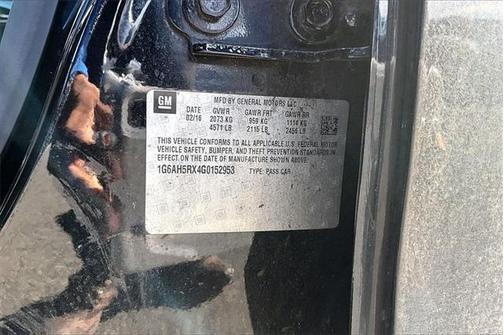 GM
MFD BY GENERAL MOTORS LLC
DATE GVWR GAWR FRT GAWR RR
02/16 2073 KG 959 KG 1114 KG
4571 LB 2115 LB 2456 LB
THIS VEHICLE CONFORMS TO ALL APPLICABLE U.S. FEDERAL MOTOR
VEHICLE SAFETY, BUMPER, AND THEFT PREVENTION STANDARDS IN
EFFECT ON THE DATE OF MANUFACTURE SHOWN ABOVE.
1G6AH5RX4G0152953 TYPE: PASS CAR